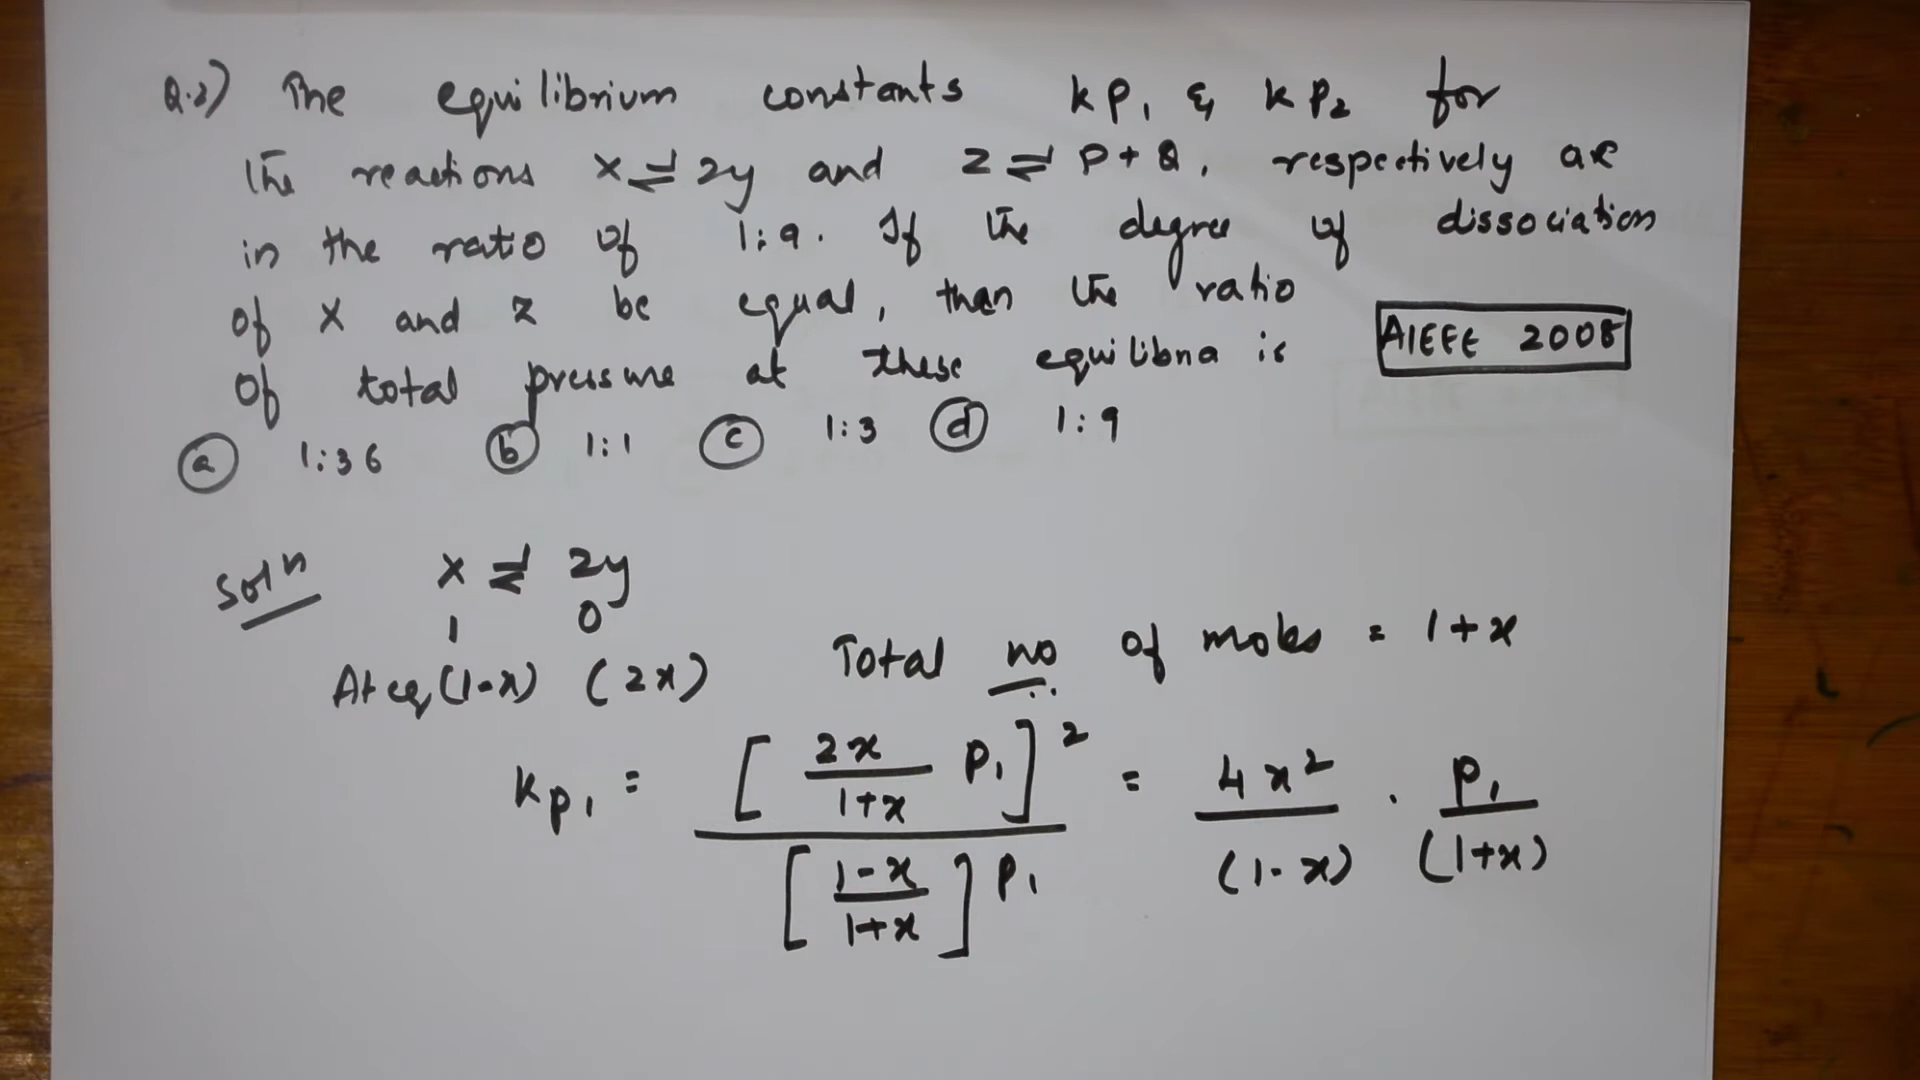 Q.2) The equilibrium constants kP₁ & kP₂ for
the reactions x ⇌ 2y and Z ⇌ P + Q, respectively are
in the ratio of 1:9. If the degree of dissociation
of X and Z be equal, then the ratio
of total pressure at these equilibria is
AIEEE 2008
(a) 1:36 (b) 1:1 (c) 1:3 (d) 1:9
Solⁿ x ⇌ 2y
1 0
At eq (1-x) (2x) Total no of moles = 1+x
kp₁ = [2x/1+x P₁]² / [1-x/1+x] P₁ = 4x²/(1-x) · P₁/(1+x)